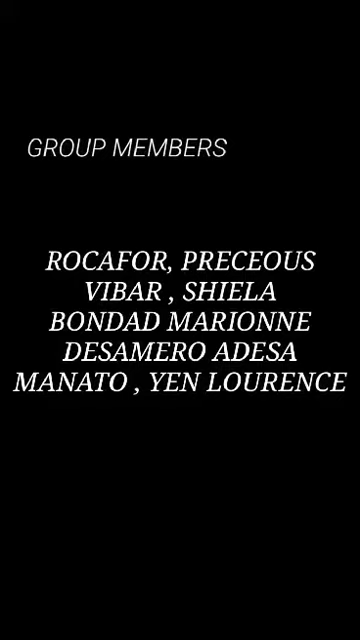 GROUP MEMBERS
ROCAFOR, PRECEOUS
VIBAR , SHIELA
BONDAD MARIONNE
DESAMERO ADESA
MANATO , YEN LOURENCE